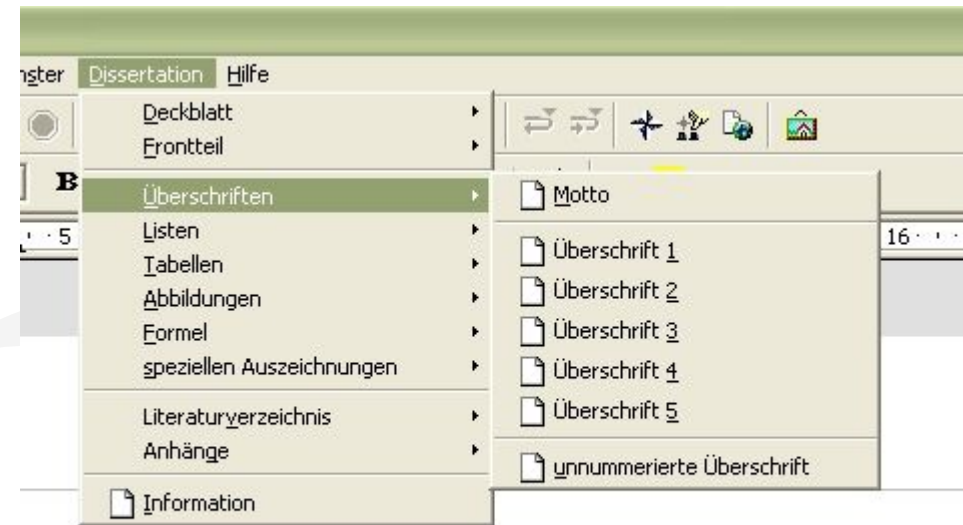 Dissertation Hilfe
Deckblatt
Frontteil
B
Überschriften
Listen
Tabellen
Abbildungen
Formel
speziellen Auszeichnungen
Literaturverzeichnis
Anhänge
Information
Motto
Überschrift 1
Überschrift 2
Überschrift 3
Überschrift 4
Überschrift 5
unnummerierte Überschrift
5
16